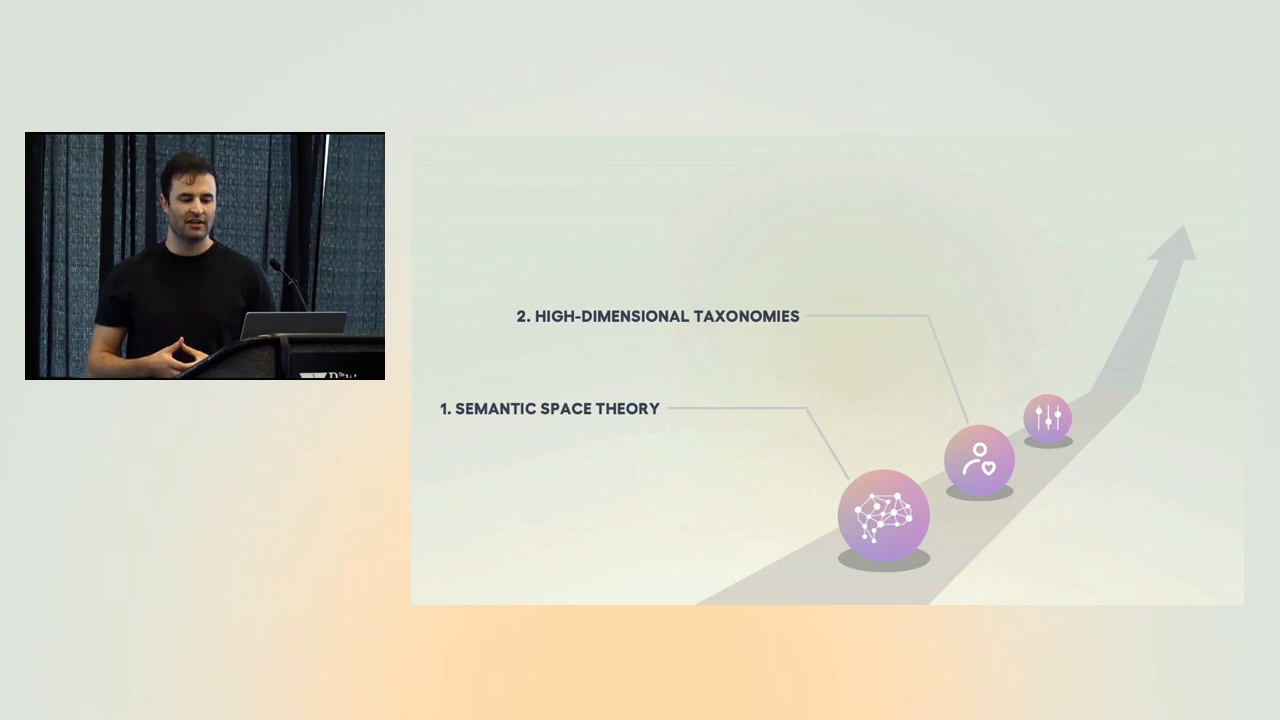 2. HIGH-DIMENSIONAL TAXONOMIES
1. SEMANTIC SPACE THEORY